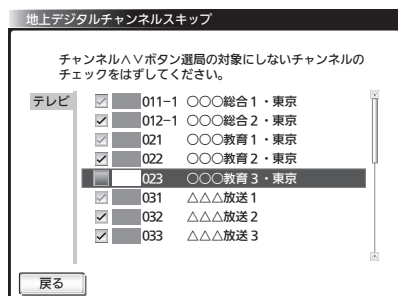 地上デジタルチャンネルスキップ
チャンネル∧∨ボタン選局の対象にしないチャンネルの
チェックをはずしてください。
テレビ
011-1 ○○○総合1・東京
012-1 ○○○総合2・東京
021 ○○○教育1・東京
022 ○○○教育2・東京
023 ○○○教育3・東京
031 △△△放送1
032 △△△放送2
033 △△△放送3
戻る